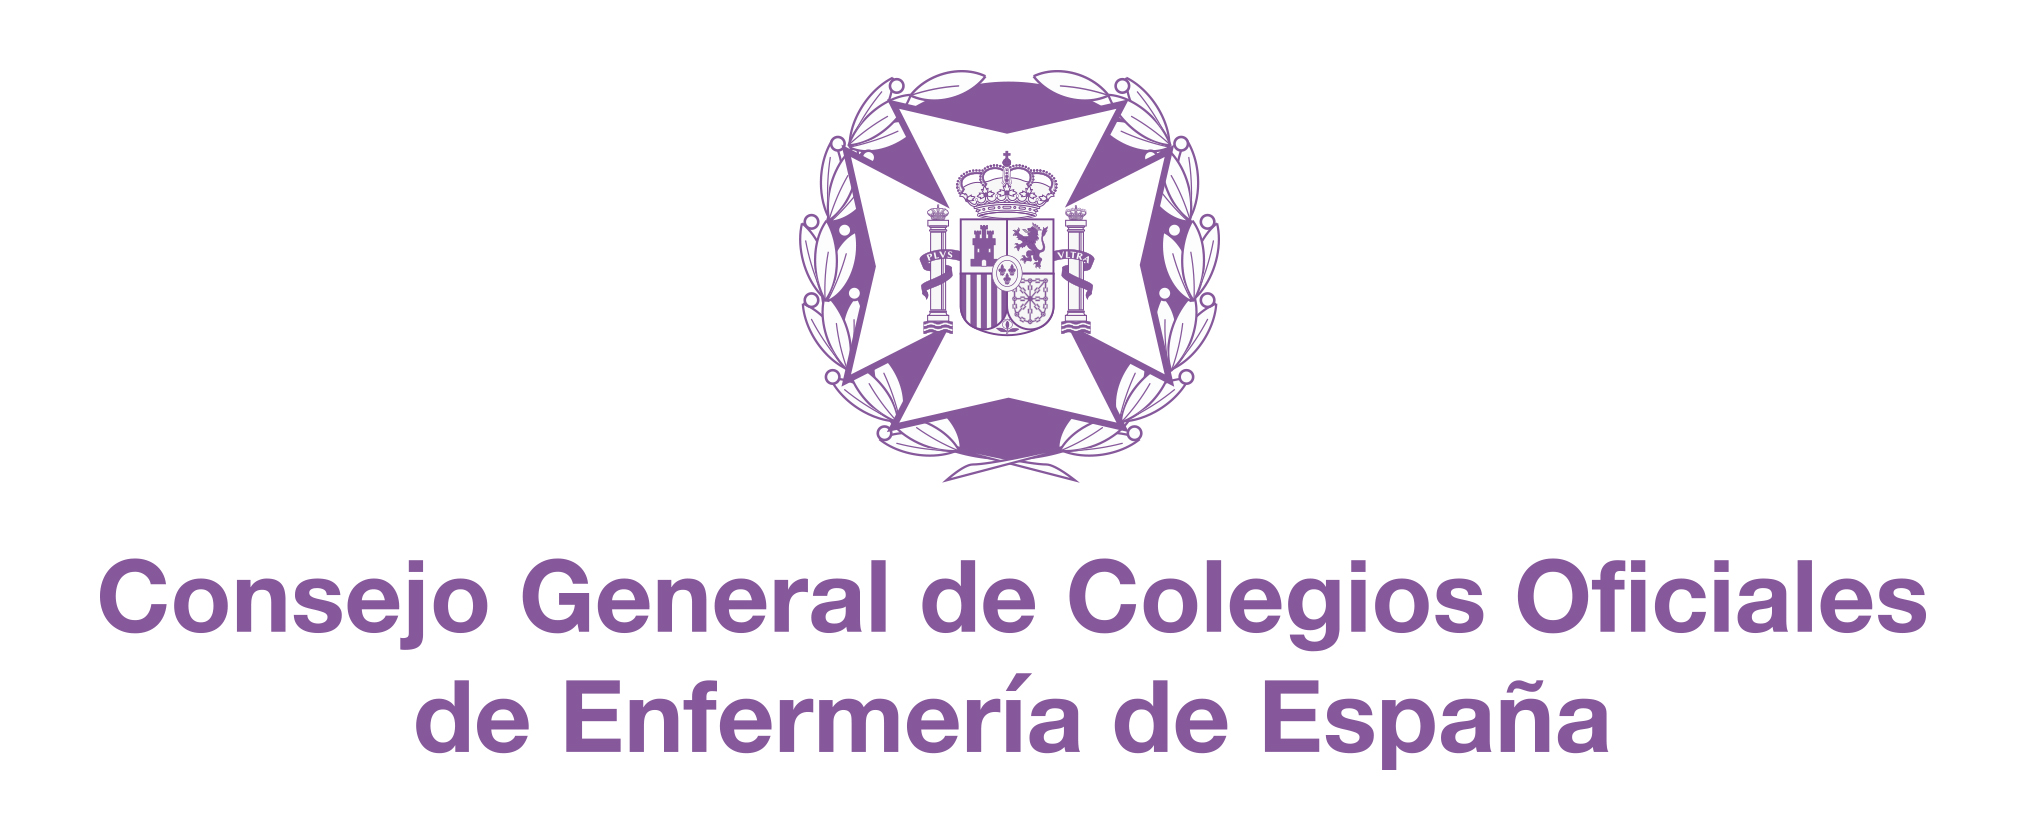 PLVS VLTRA
Consejo General de Colegios Oficiales
de Enfermería de España